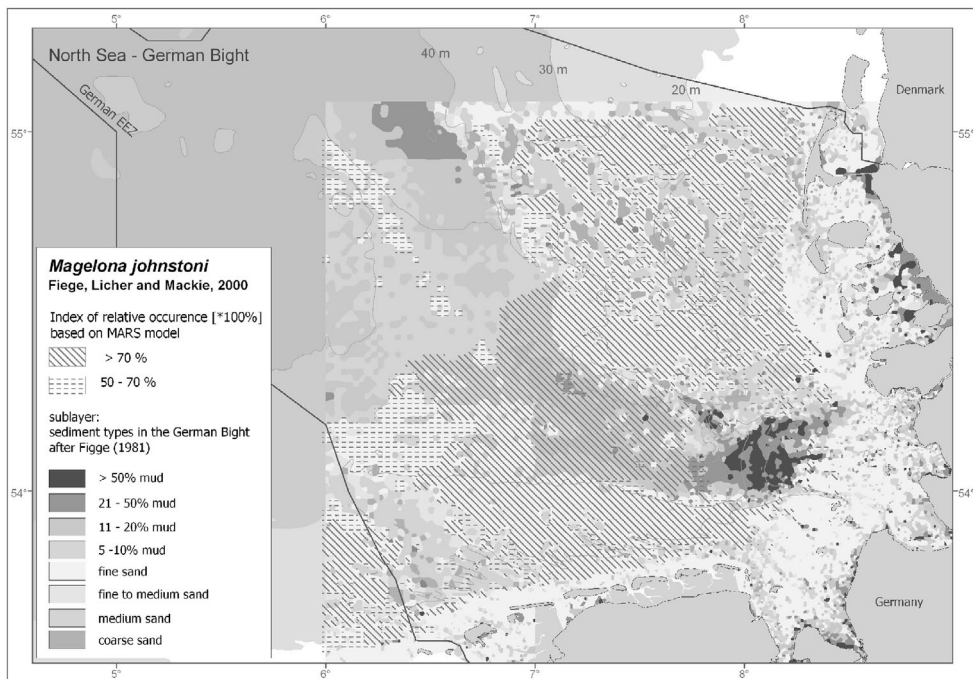 5°
6°
7°
8°
North Sea - German Bight
40 m
30 m
20 m
Denmark
German EEZ
55°
55°
Magelona johnstoni
Fiege, Licher and Mackie, 2000
Index of relative occurence [*100%]
based on MARS model
> 70 %
50 - 70 %
sublayer:
sediment types in the German Bight
after Figge (1981)
> 50% mud
21 - 50% mud
11 - 20% mud
5 -10% mud
fine sand
fine to medium sand
medium sand
coarse sand
54°
54°
Germany
5°
6°
7°
8°